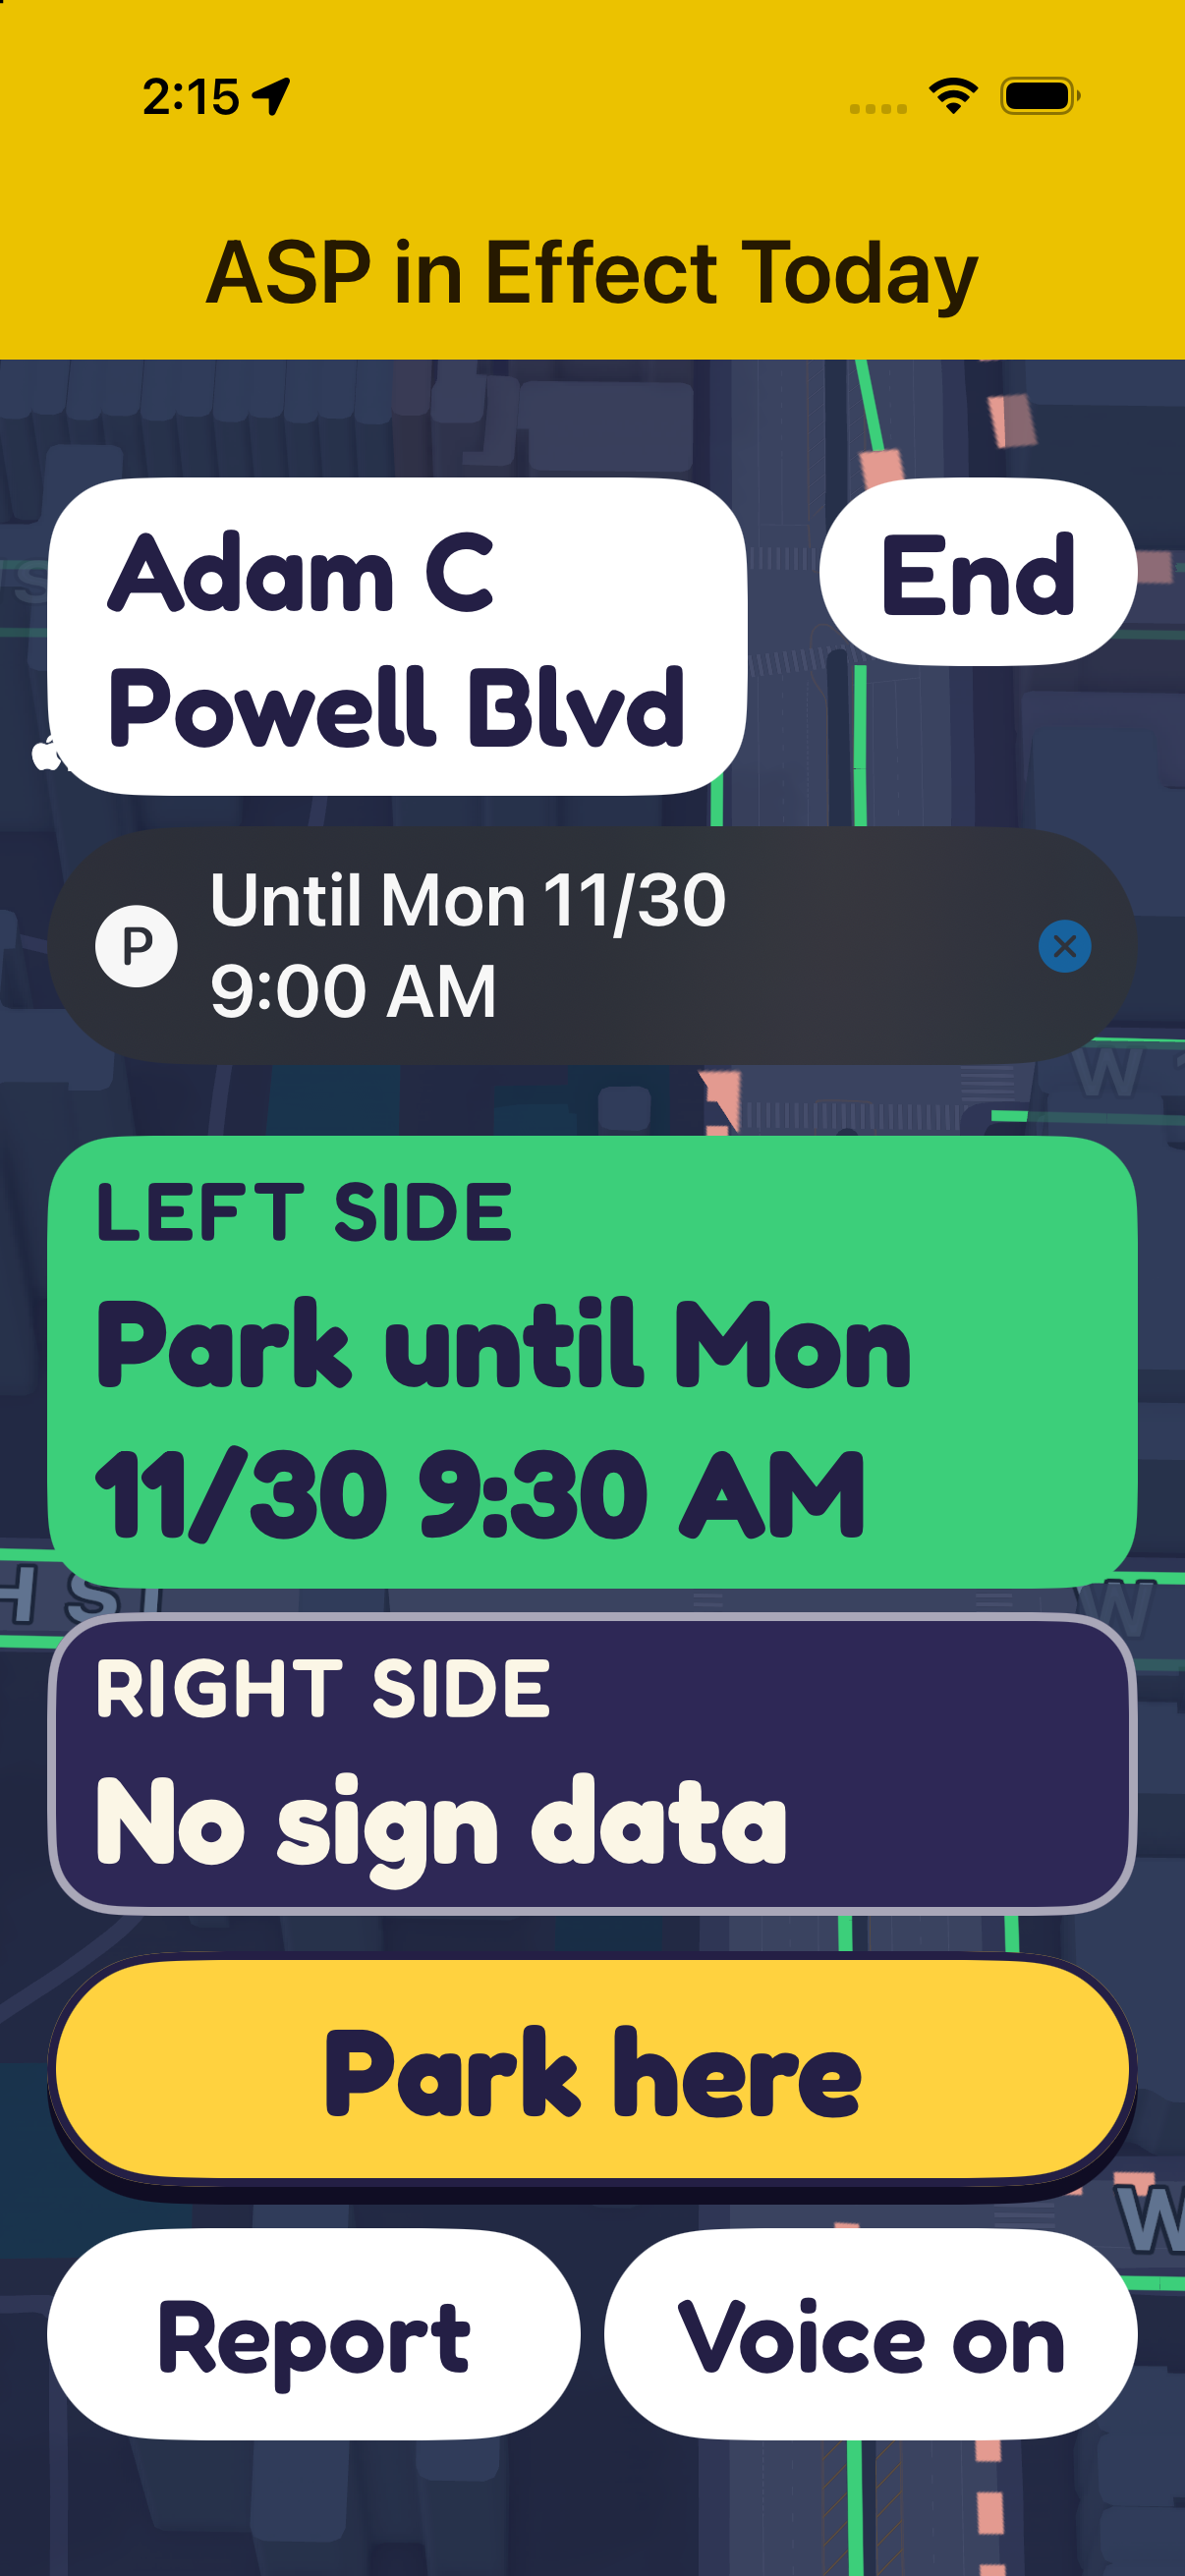 2:15
ASP in Effect Today
Adam C
Powell Blvd
End
P
Until Mon 11/30
9:00 AM
W
LEFT SIDE
Park until Mon
11/30 9:30 AM
H ST
W
RIGHT SIDE
No sign data
Park here
W
Report
Voice on